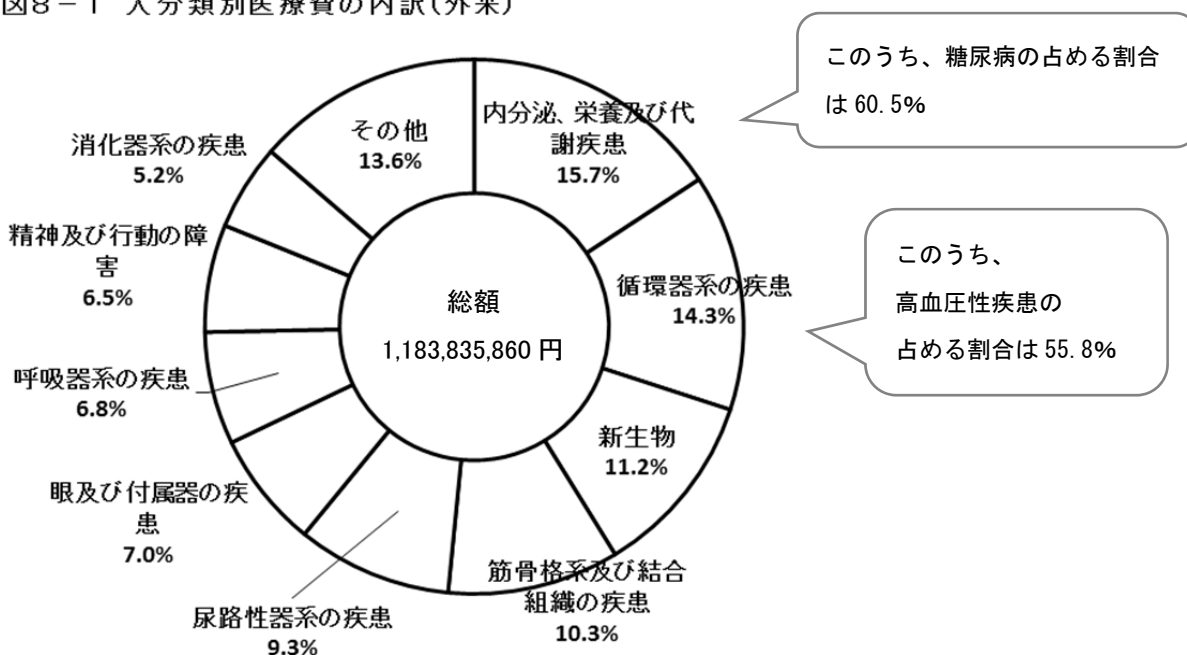 図8-1 大分類別医療費の内訳(外来)
このうち、糖尿病の占める割合
は 60.5%
内分泌、栄養及び代
謝疾患
15.7%
循環器系の疾患
14.3%
このうち、
高血圧性疾患の
占める割合は 55.8%
新生物
11.2%
筋骨格系及び結合
組織の疾患
10.3%
尿路性器系の疾患
9.3%
眼及び付属器の疾
患
7.0%
呼吸器系の疾患
6.8%
精神及び行動の障
害
6.5%
消化器系の疾患
5.2%
その他
13.6%
総額
1,183,835,860 円